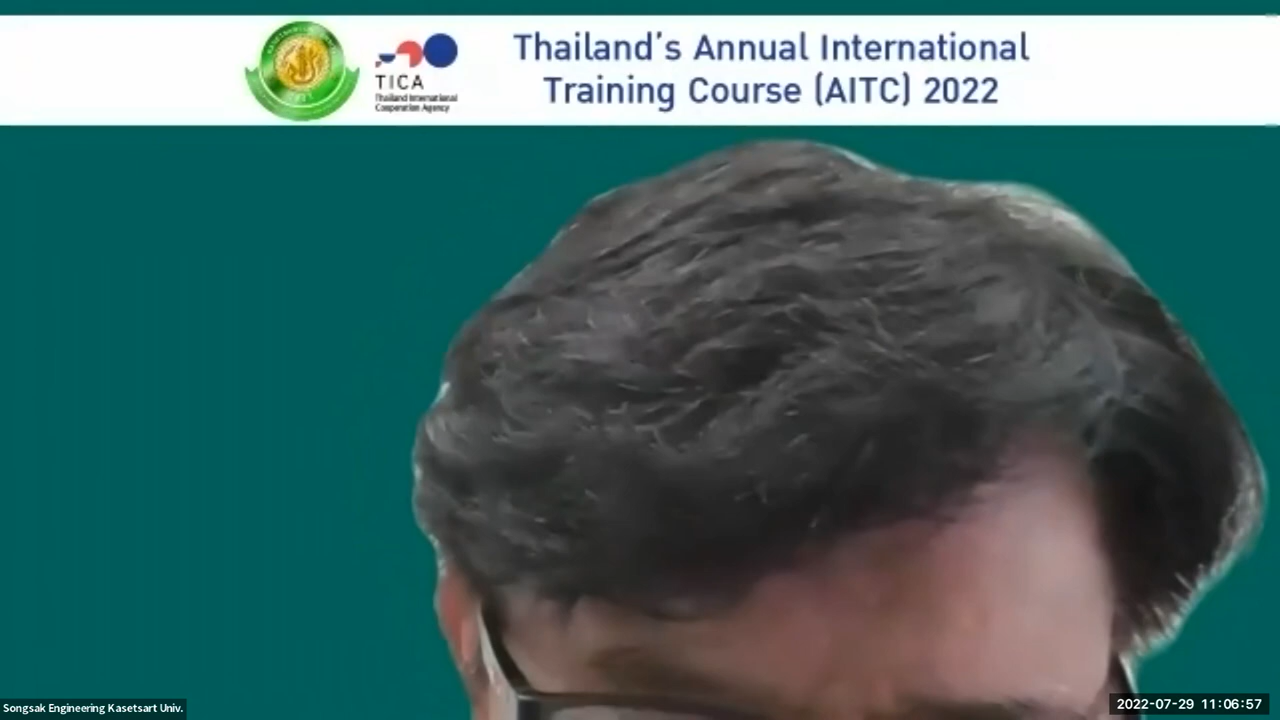 Thailand's Annual International
Training Course (AITC) 2022
TICA
Thailand International
Cooperation Agency
Songsak Engineering Kasetsart Univ.
2022-07-29 11:06:57